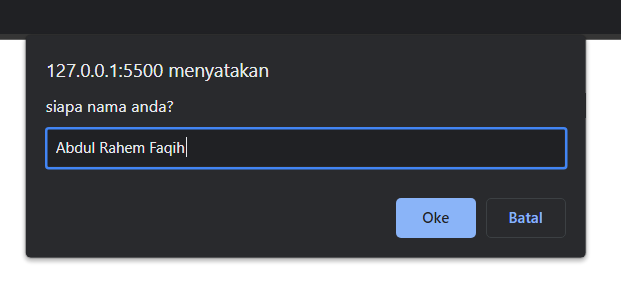 127.0.0.1:5500 menyatakan
siapa nama anda?
Abdul Rahem Faqih
Oke Batal